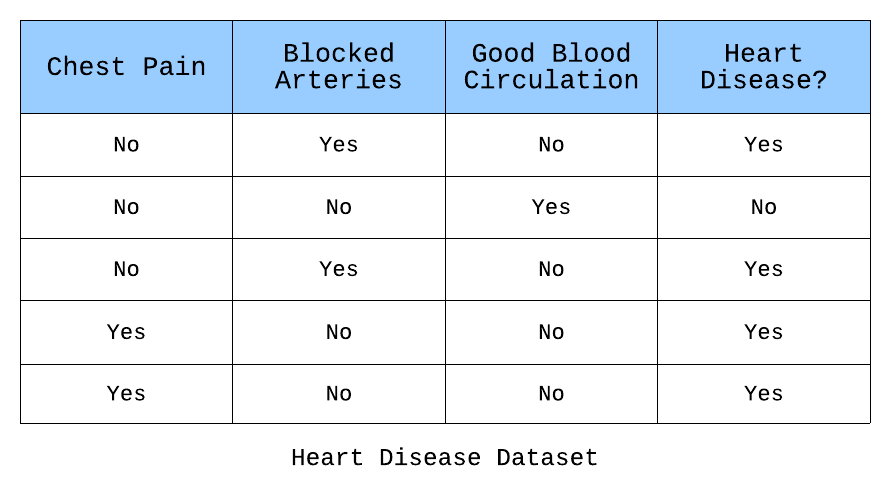 Chest Pain
Blocked
Arteries
Good Blood
Circulation
Heart
Disease?
No Yes No Yes
No No Yes No
No Yes No Yes
Yes No No Yes
Yes No No Yes
Heart Disease Dataset